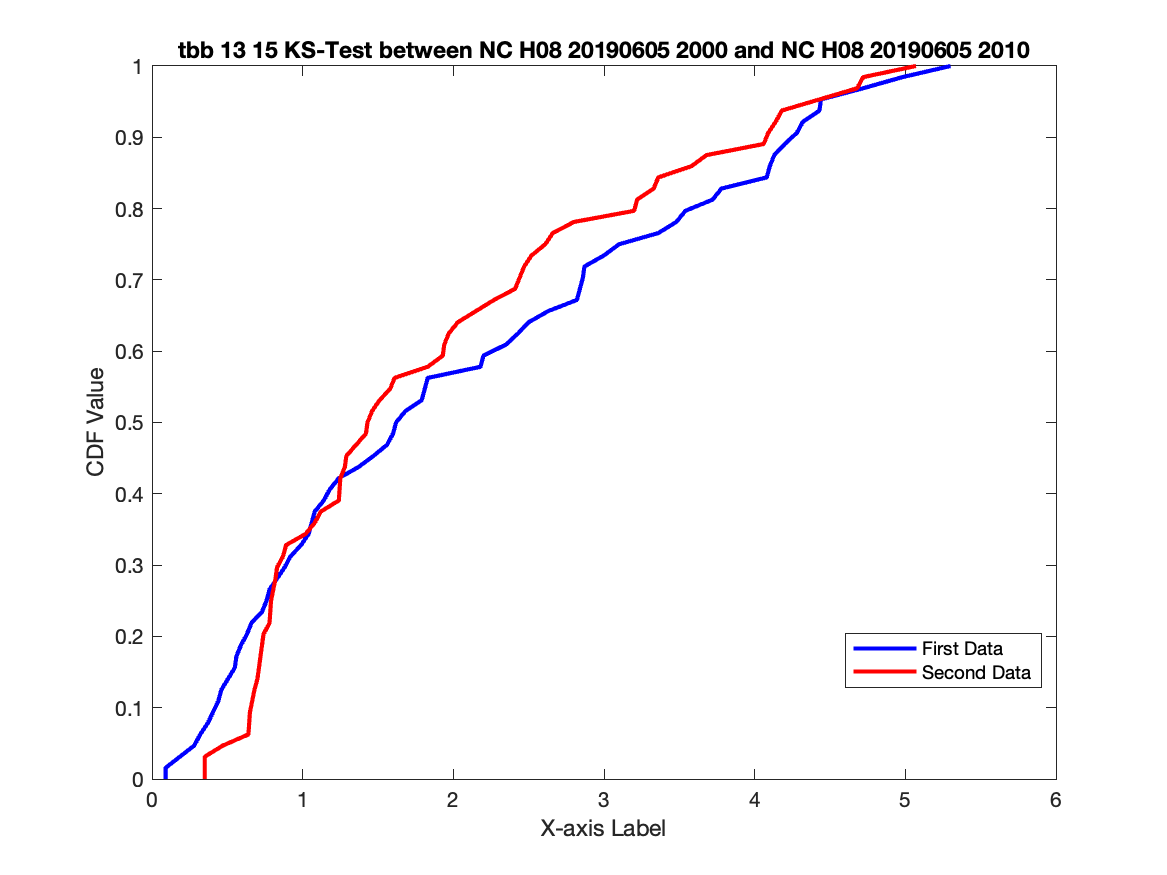 tbb 13 15 KS-Test between NC H08 20190605 2000 and NC H08 20190605 2010
1
0.9
0.8
0.7
0.6
0.5
0.4
0.3
0.2
0.1
0
CDF Value
First Data
Second Data
0 1 2 3 4 5 6
X-axis Label